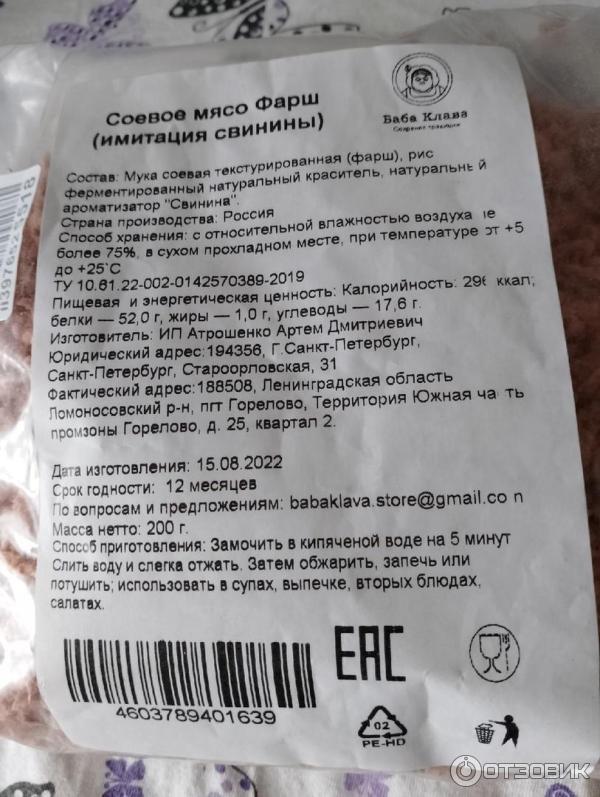 Соевое мясо Фарш
(имитация свинины)
Баба Клава
Состав: Мука соевая текстурированная (фарш), рис
ферментированный натуральный краситель, натуральны й
ароматизатор "Свинина".
Страна производства: Россия
Способ хранения: с относительной влажностью воздуха не
более 75%, в сухом прохладном месте, при температуре от +5
до +25°С
ТУ 10.61.22-002-0142570389-2019
Пищевая и энергетическая ценность: Калорийность: 296 ккал;
белки — 52,0 г, жиры — 1,0 г, углеводы — 17,6 г.
Изготовитель: ИП Атрошенко Артем Дмитриевич
Юридический адрес:194356, Г.Санкт-Петербург,
Санкт-Петербург, Староорловская, 31
Фактический адрес:188508, Ленинградская область
Ломоносовский р-н, пгт Горелово, Территория Южная часть
промзоны Горелово, д. 25, квартал 2.
Дата изготовления: 15.08.2022
Срок годности: 12 месяцев
По вопросам и предложениям: babaklava.store@gmail.com
Масса нетто: 200 г.
Способ приготовления: Замочить в кипяченой воде на 5 минут
Слить воду и слегка отжать. Затем обжарить, запечь или
потушить; использовать в супах, выпечке, вторых блюдах,
салатах.
4603789401639
EAC
02
PE-HD
ОТЗОВИК